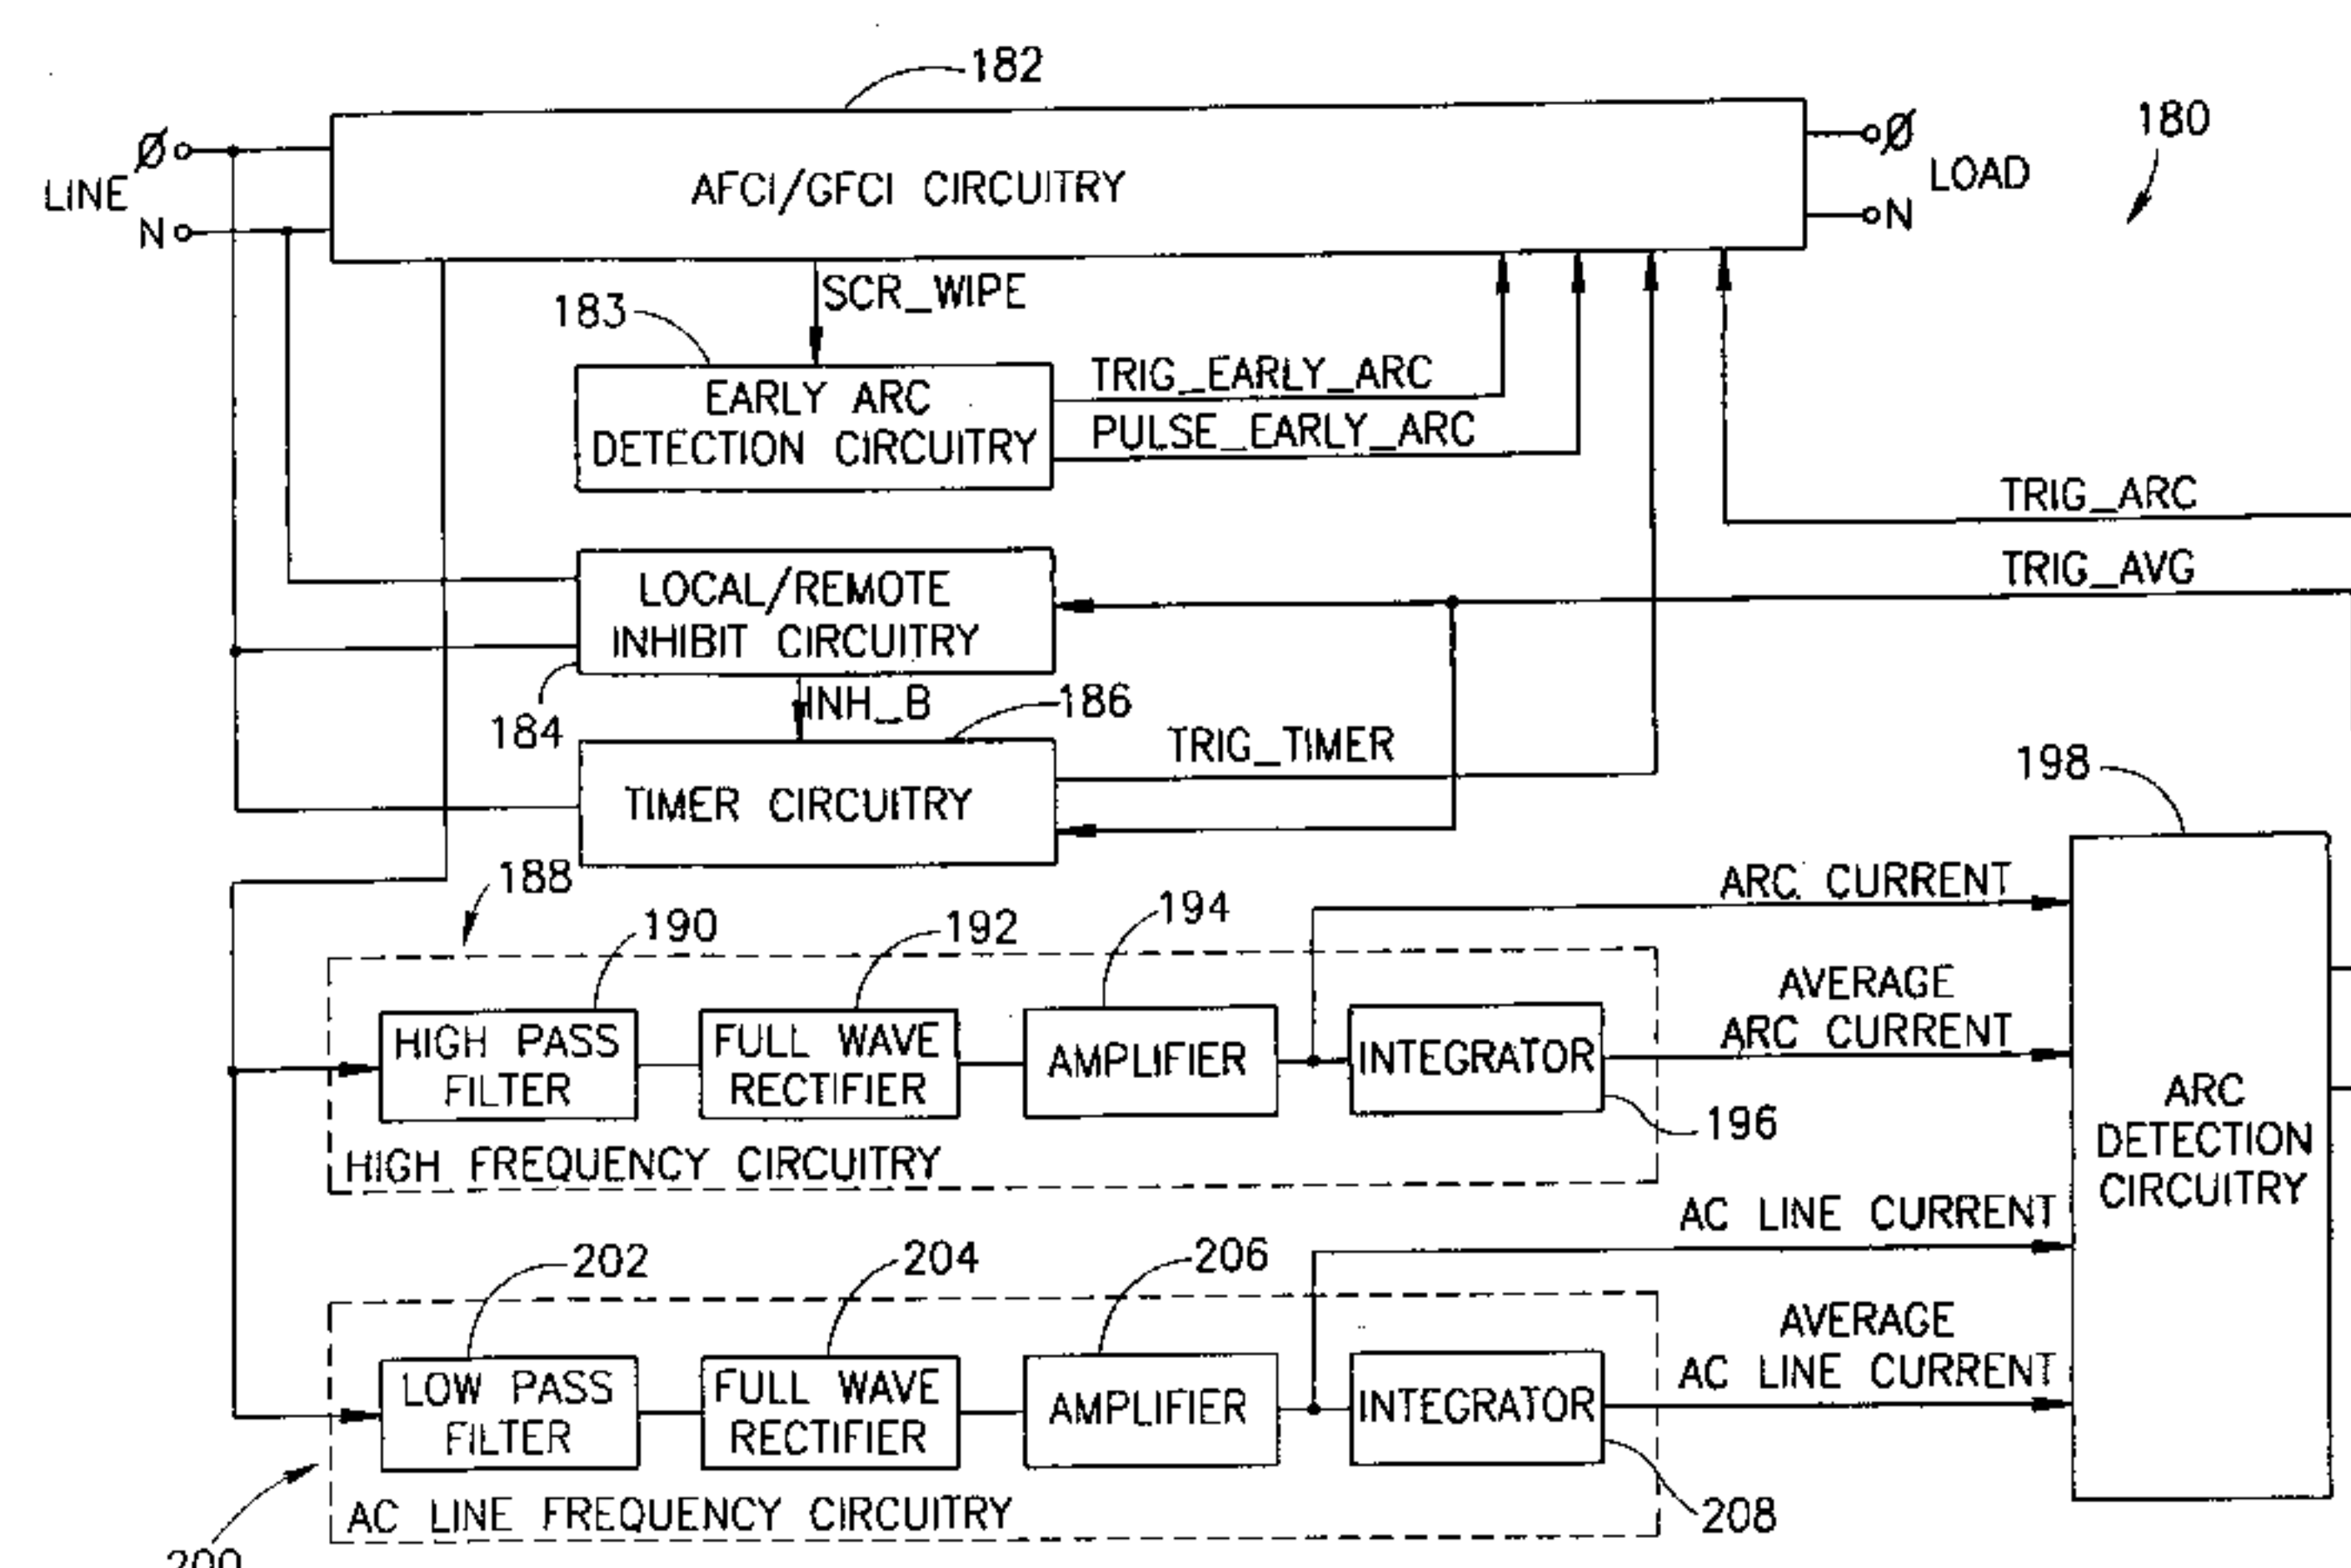 182
180
Ø
LINE
N
AFCI/GFCI CIRCUITRY
Ø
LOAD
N
SCR_WIPE
183
EARLY ARC
DETECTION CIRCUITRY
TRIG_EARLY_ARC
PULSE_EARLY_ARC
TRIG_ARC
TRIG_AVG
LOCAL/REMOTE
INHIBIT CIRCUITRY
184
INH_B
186
TIMER CIRCUITRY
TRIG_TIMER
198
188
190
192
194
ARC CURRENT
HIGH PASS
FILTER
FULL WAVE
RECTIFIER
AMPLIFIER
INTEGRATOR
AVERAGE
ARC CURRENT
196
HIGH FREQUENCY CIRCUITRY
ARC
DETECTION
CIRCUITRY
AC LINE CURRENT
202
204
206
LOW PASS
FILTER
FULL WAVE
RECTIFIER
AMPLIFIER
INTEGRATOR
AVERAGE
AC LINE CURRENT
208
AC LINE FREQUENCY CIRCUITRY
200